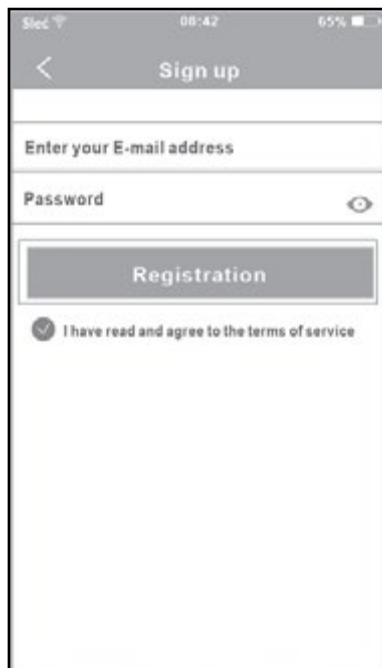 Sieć 08:42 65%
Sign up
Enter your E-mail address
Password
Registration
I have read and agree to the terms of service